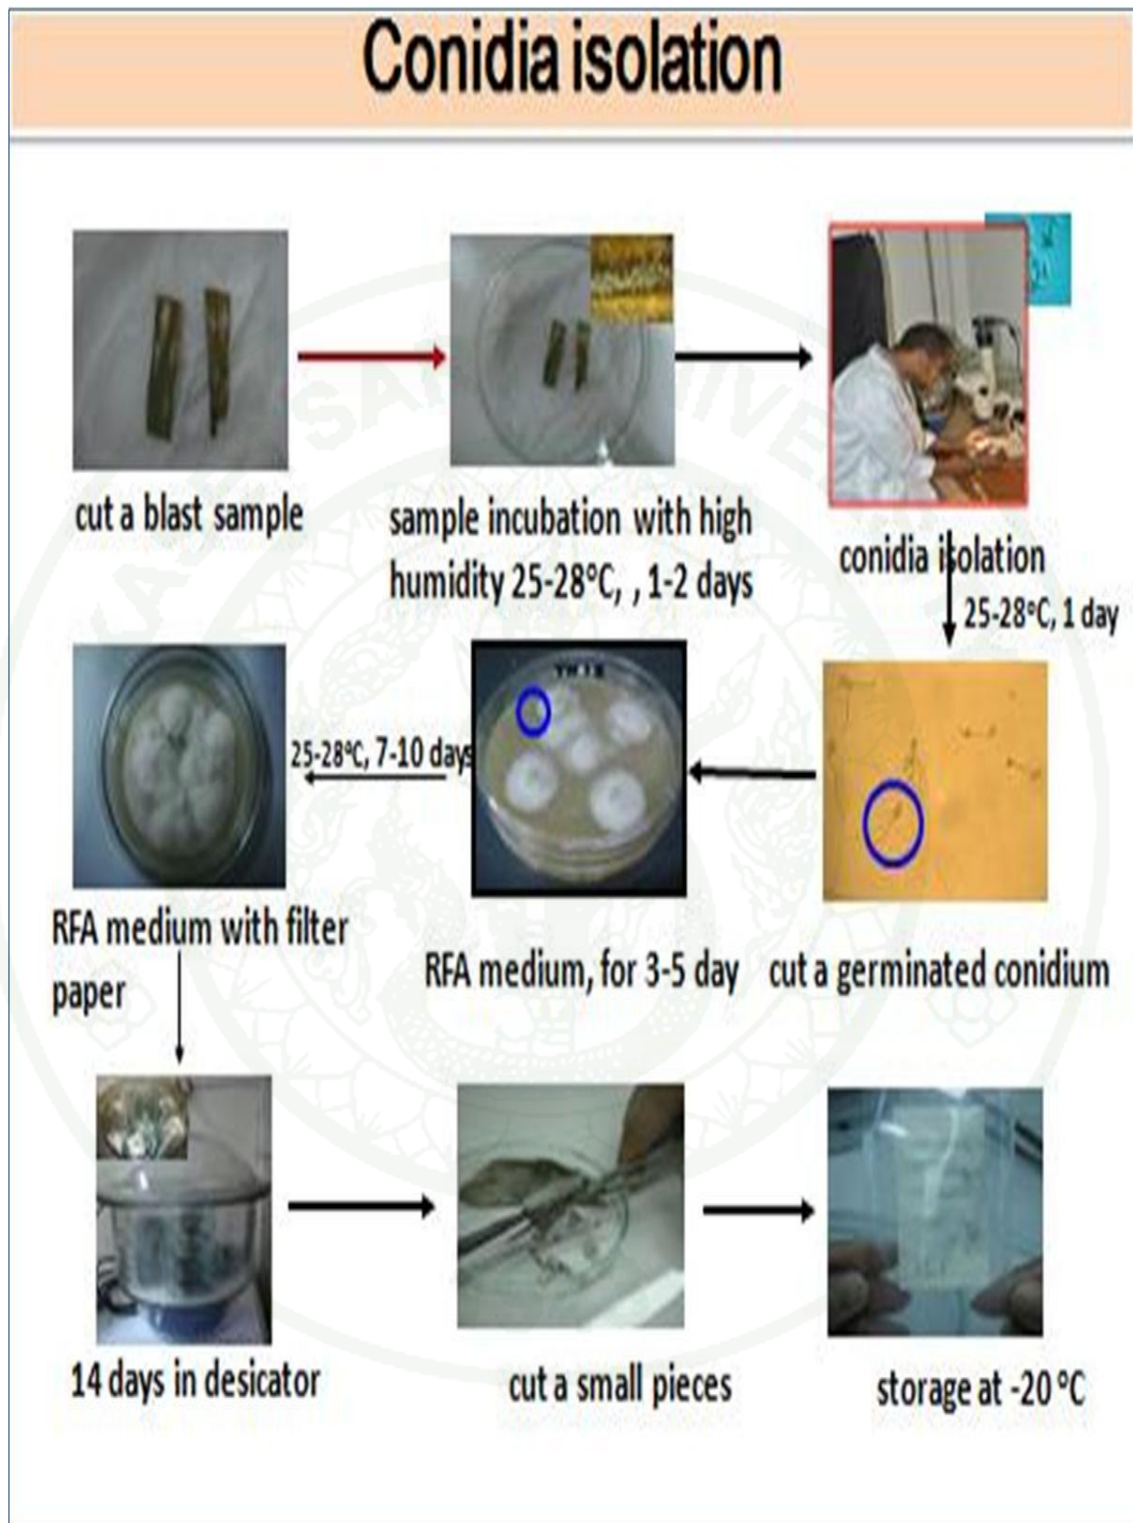 Conidia isolation
cut a blast sample
sample incubation with high
humidity 25-28°C, , 1-2 days
conidia isolation
25-28°C, 1 day
cut a germinated conidium
RFA medium, for 3-5 day
25-28°C, 7-10 days
RFA medium with filter
paper
14 days in desicator
cut a small pieces
storage at -20 °C